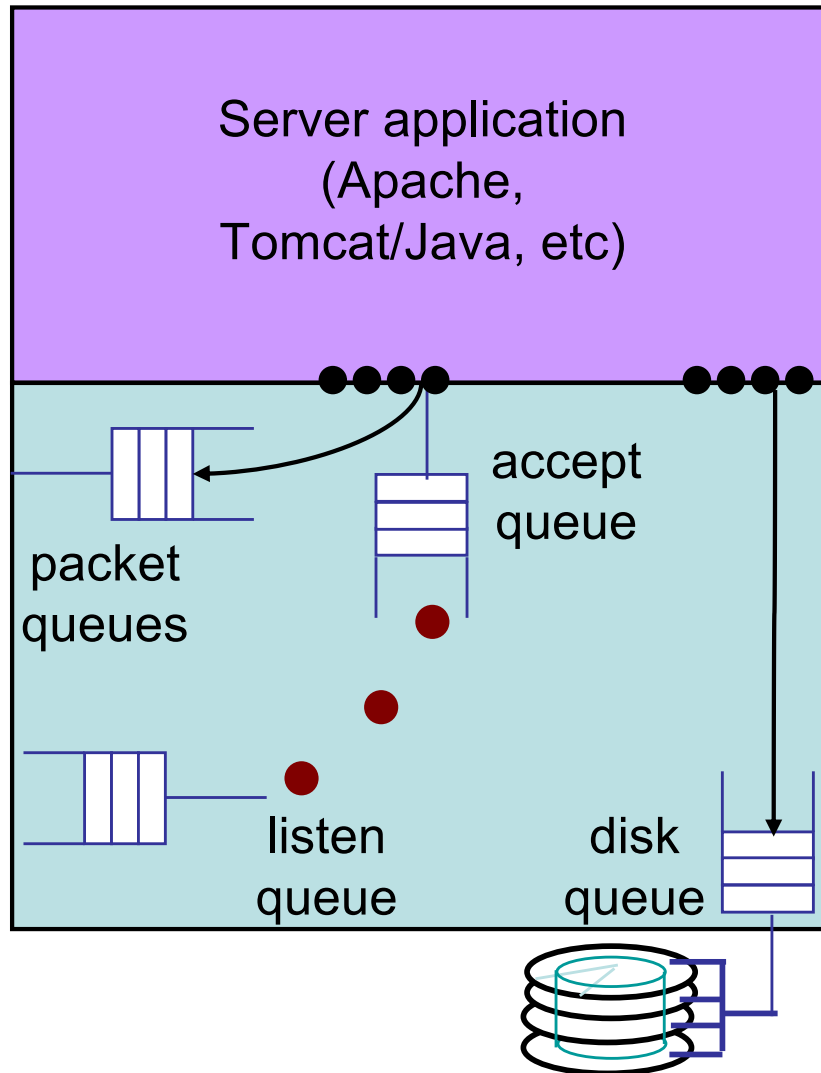 Server application
(Apache,
Tomcat/Java, etc)
accept
queue
packet
queues
listen
queue
disk
queue